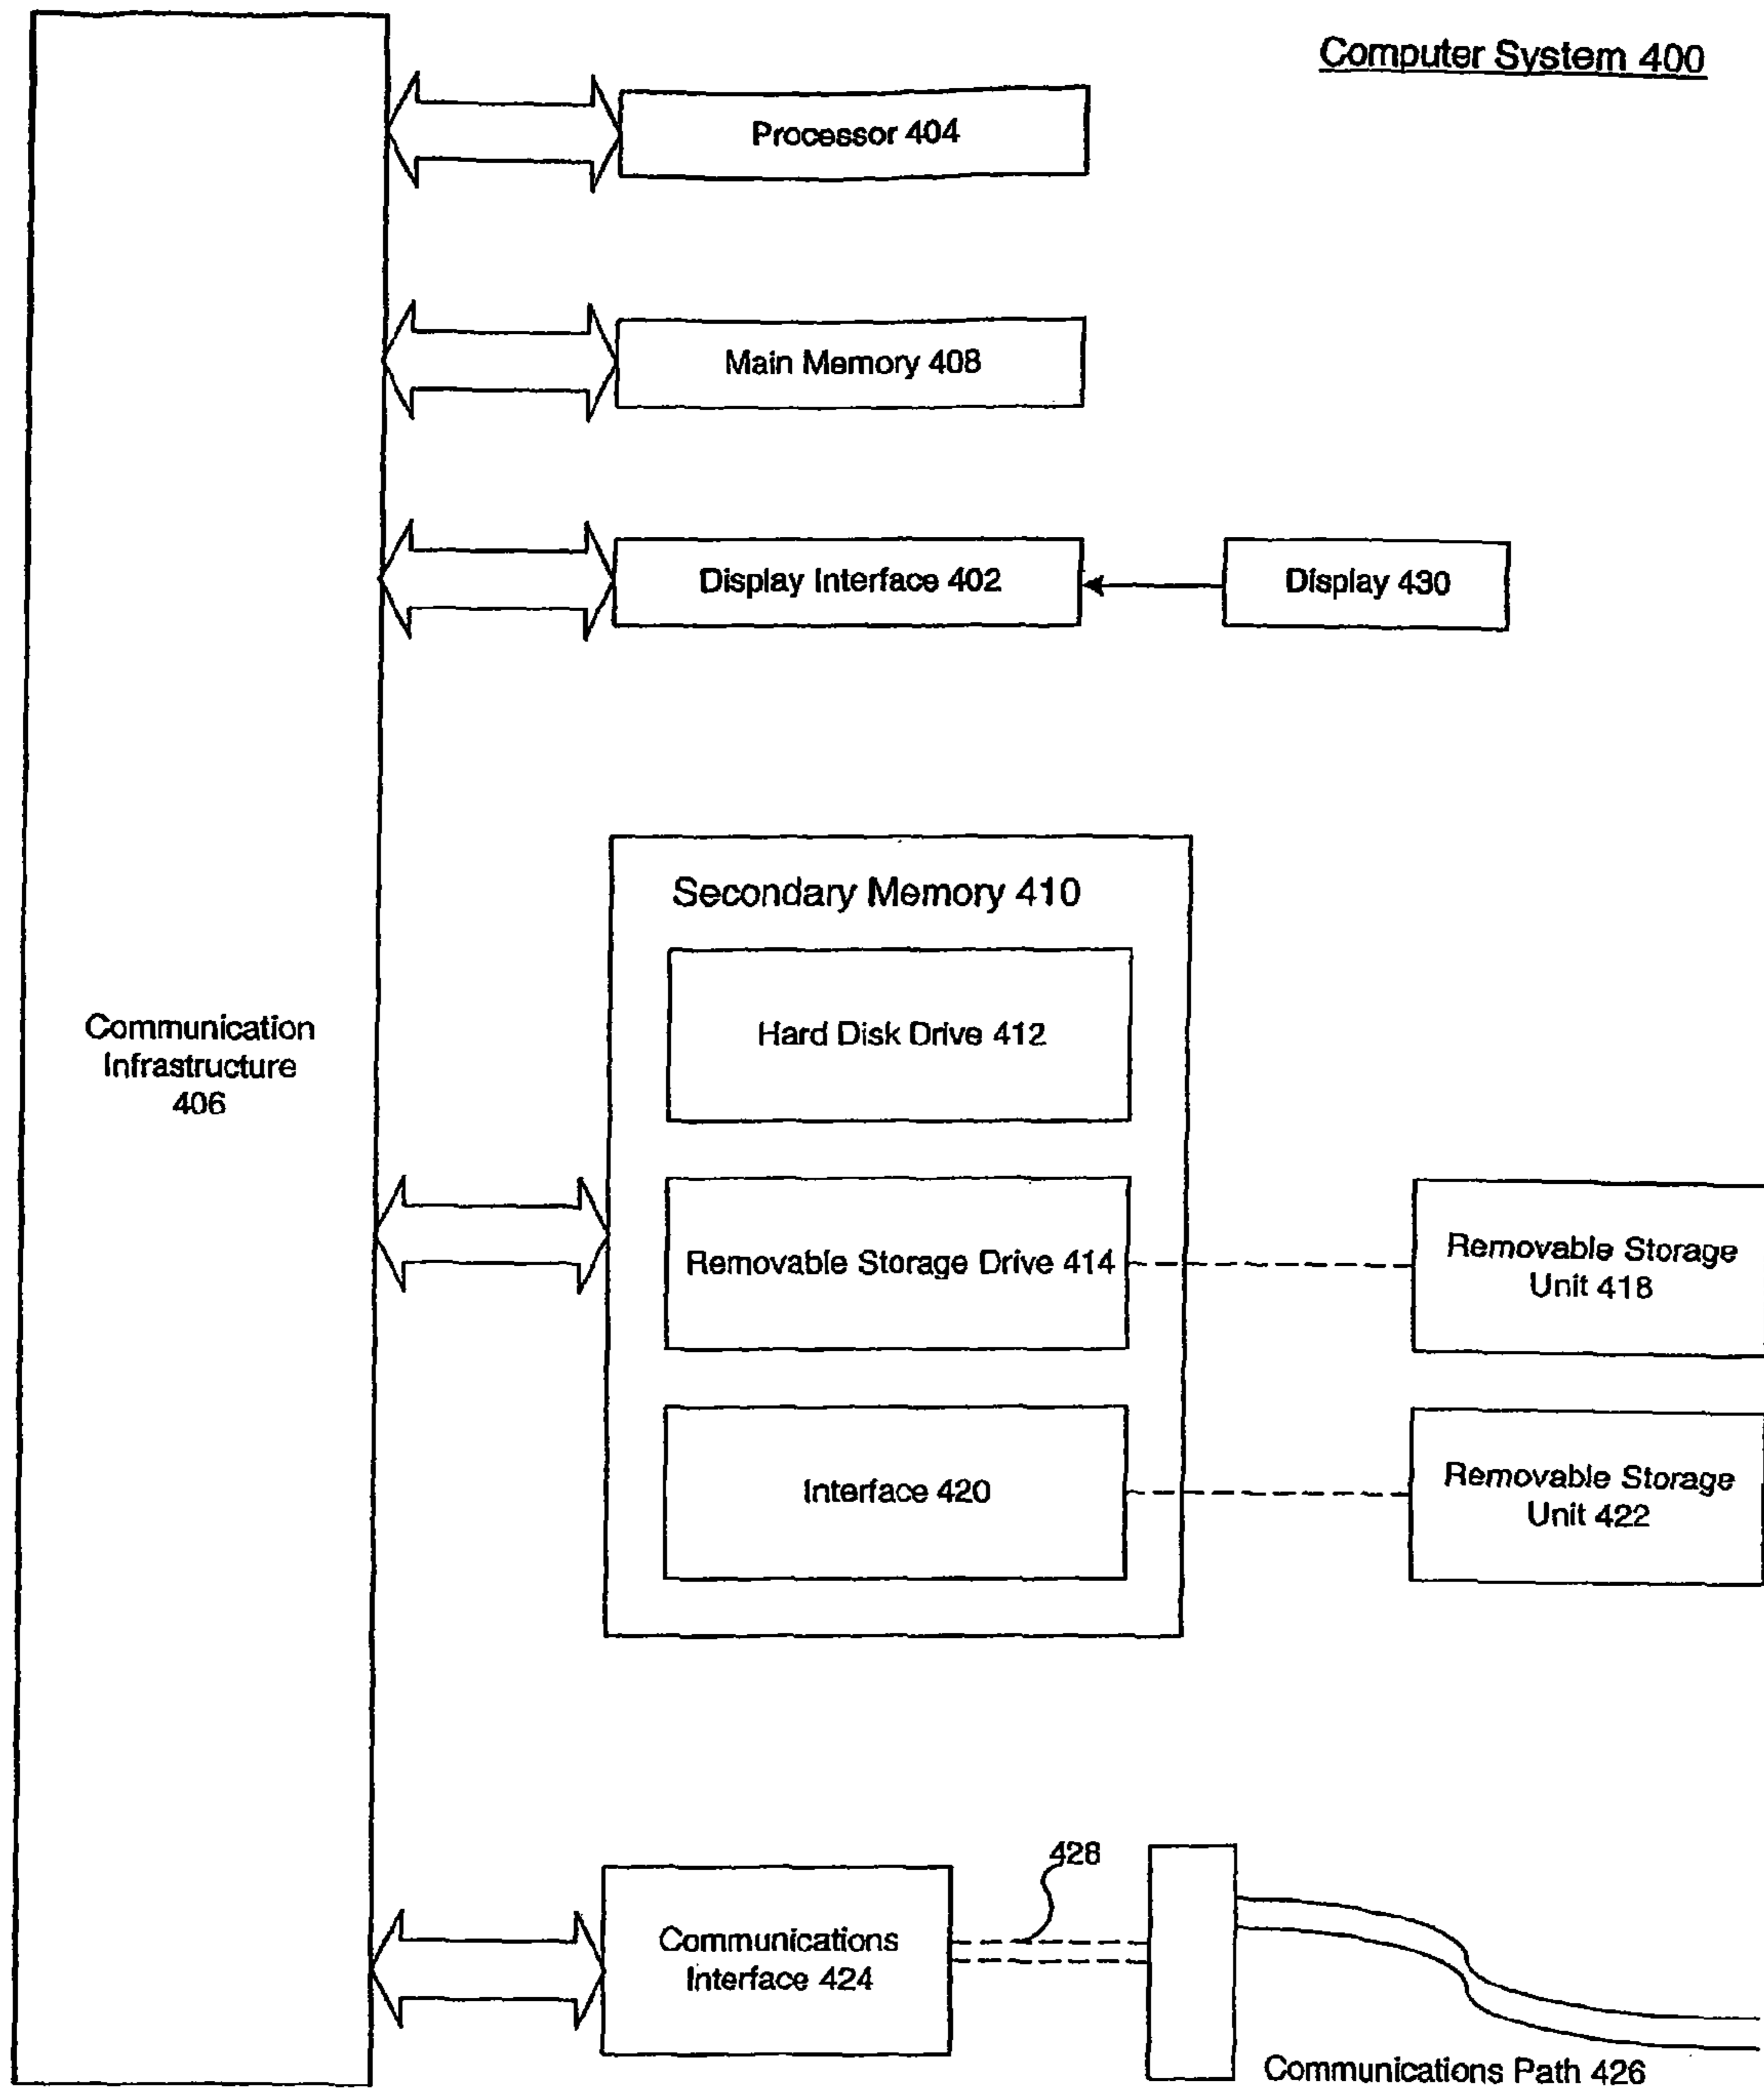 Computer System 400
Processor 404
Main Memory 408
Display Interface 402
Display 430
Secondary Memory 410
Hard Disk Drive 412
Communication
Infrastructure
406
Removable Storage Drive 414
Removable Storage
Unit 418
Interface 420
Removable Storage
Unit 422
428
Communications
Interface 424
Communications Path 426